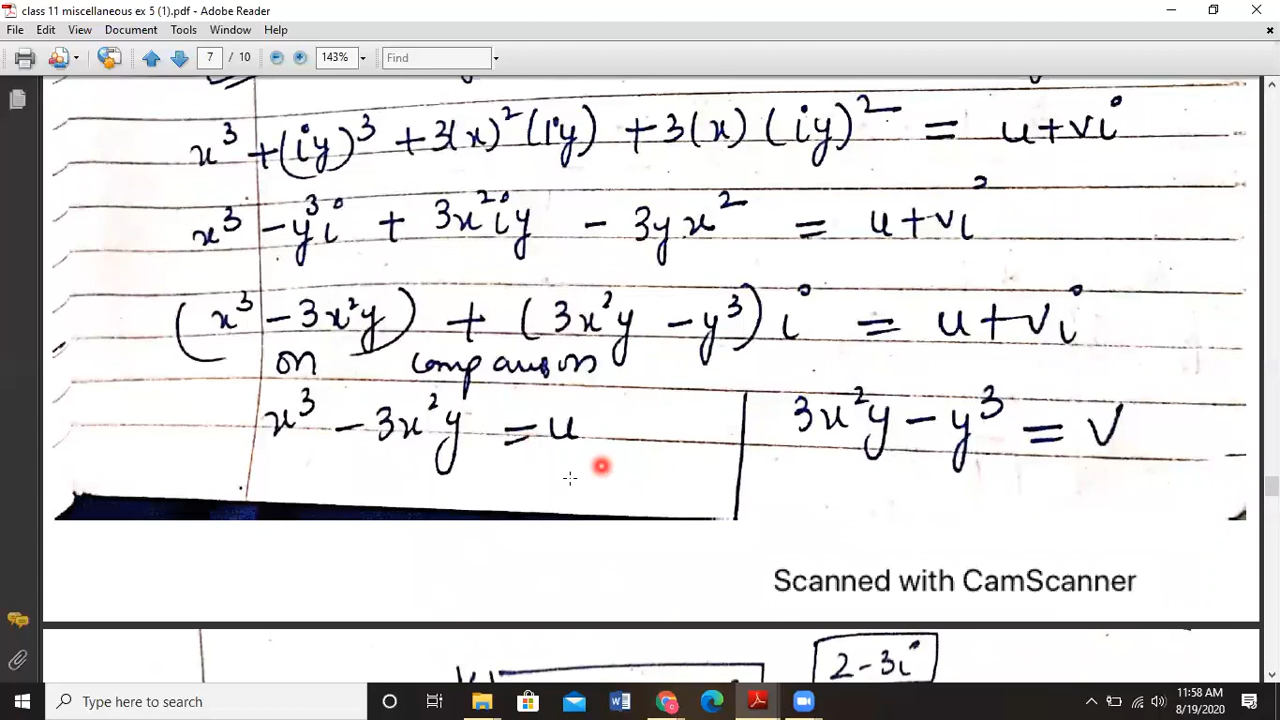 class 11 miscellaneous ex 5 (1).pdf - Adobe Reader
File Edit View Document Tools Window Help
7 / 10 143% Find
x³ + (iy)³ + 3(x)²(iy) + 3(x)(iy)² = u+vi
x³ - y³i + 3x²iy - 3yx² = u+vi
(x³ - 3x²y) + (3x²y - y³)i = u+vi
on comparison
x³ - 3x²y = u
3x²y - y³ = v
Scanned with CamScanner
2-3i
Type here to search
11:58 AM
8/19/2020